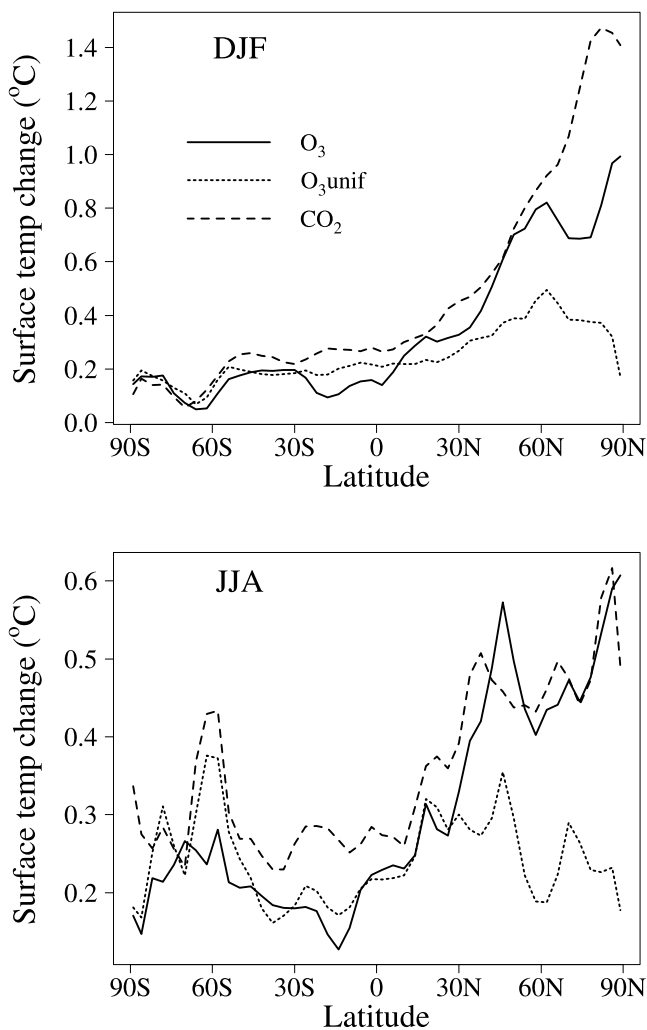 DJF
Surface temp change (°C)
1.4
1.2
1.0
0.8
0.6
0.4
0.2
0.0
O₃
O₃unif
CO₂
90S 60S 30S 0 30N 60N 90N
Latitude
JJA
Surface temp change (°C)
0.6
0.5
0.4
0.3
0.2
90S 60S 30S 0 30N 60N 90N
Latitude